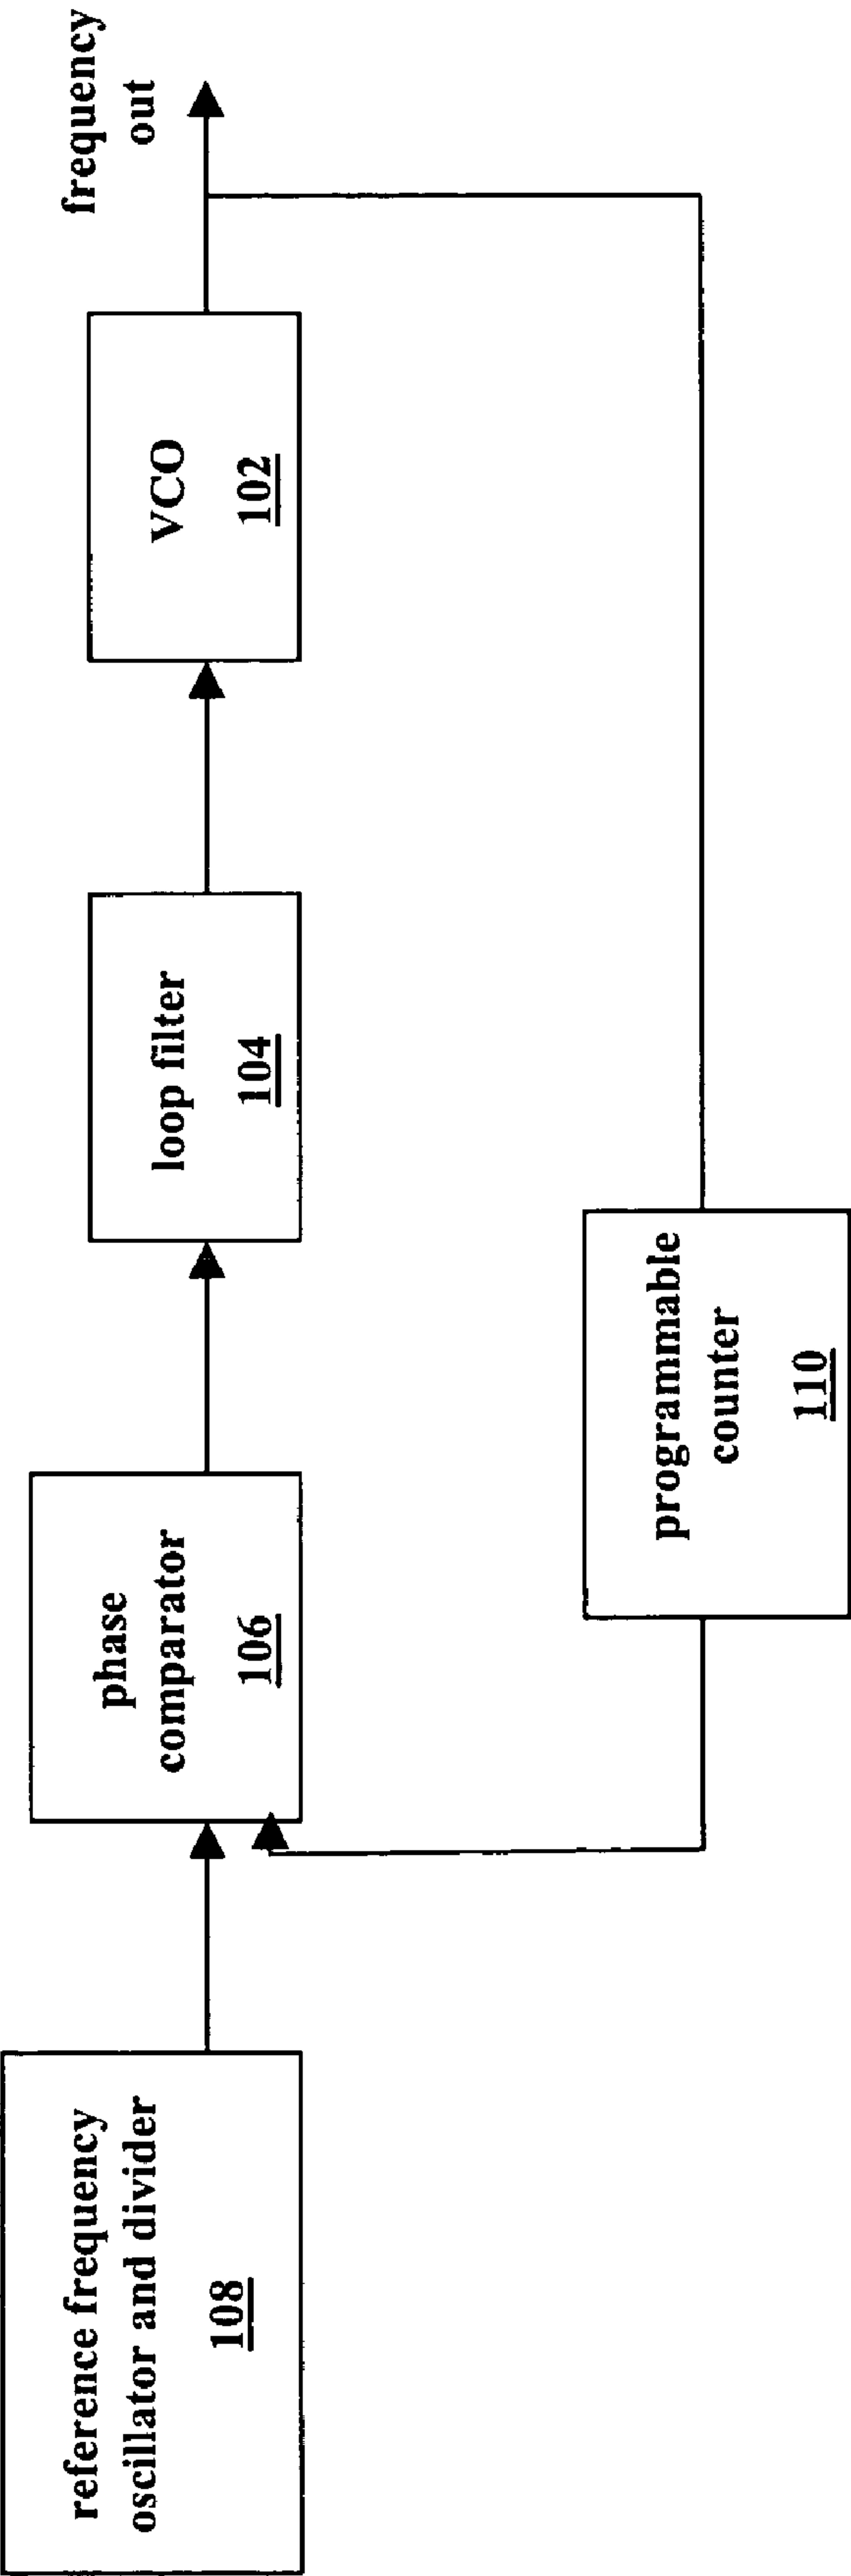 reference frequency
oscillator and divider
108
phase
comparator
106
loop filter
104
VCO
102
frequency
out
programmable
counter
110